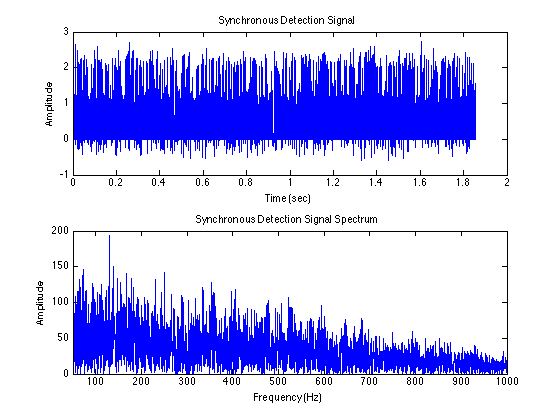 Synchronous Detection Signal
3
2
1
0
-1
Amplitude
0 0.2 0.4 0.6 0.8 1 1.2 1.4 1.6 1.8 2
Time (sec)
Synchronous Detection Signal Spectrum
200
150
100
50
0
Amplitude
100 200 300 400 500 600 700 800 900 1000
Frequency(Hz)